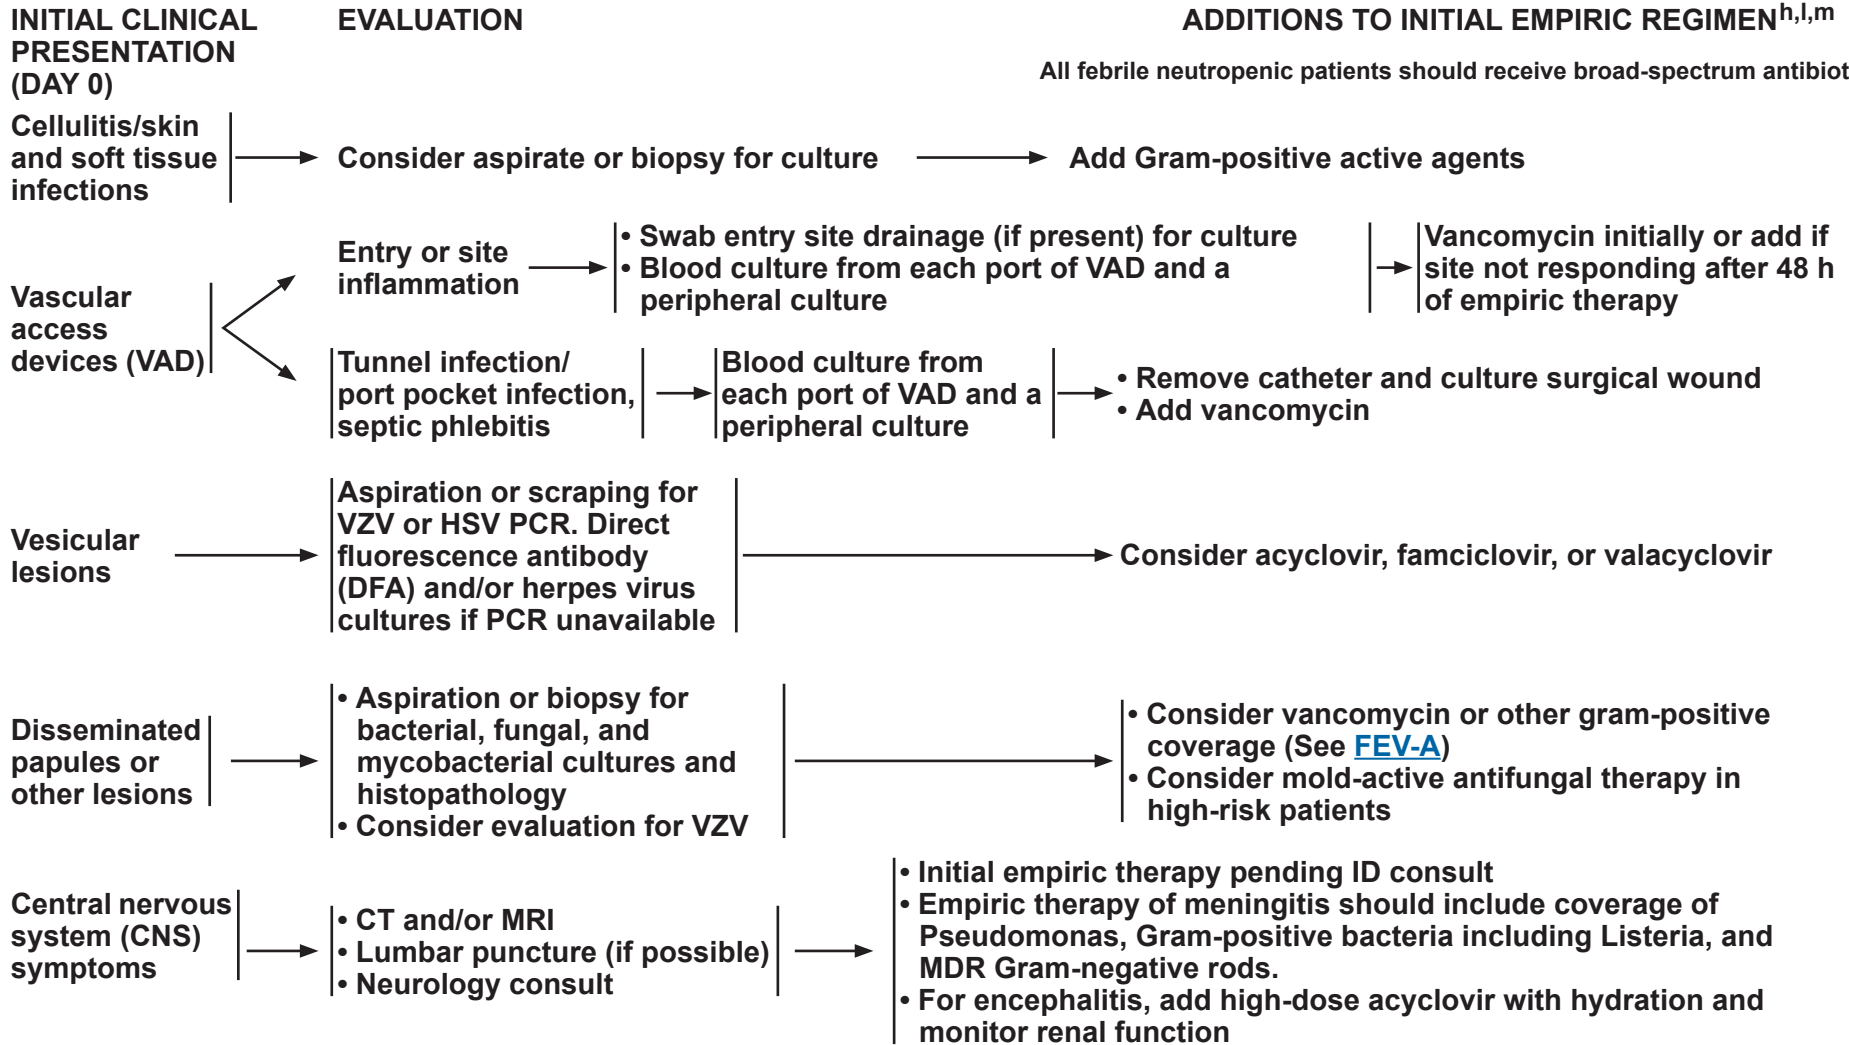 INITIAL CLINICAL
PRESENTATION
(DAY 0)
EVALUATION
ADDITIONS TO INITIAL EMPIRIC REGIMENh,l,m
All febrile neutropenic patients should receive broad-spectrum antibiot
Cellulitis/skin
and soft tissue
infections
Consider aspirate or biopsy for culture
Add Gram-positive active agents
Vascular
access
devices (VAD)
Entry or site
inflammation
• Swab entry site drainage (if present) for culture
• Blood culture from each port of VAD and a
peripheral culture
Vancomycin initially or add if
site not responding after 48 h
of empiric therapy
Tunnel infection/
port pocket infection,
septic phlebitis
Blood culture from
each port of VAD and a
peripheral culture
• Remove catheter and culture surgical wound
• Add vancomycin
Vesicular
lesions
Aspiration or scraping for
VZV or HSV PCR. Direct
fluorescence antibody
(DFA) and/or herpes virus
cultures if PCR unavailable
Consider acyclovir, famciclovir, or valacyclovir
Disseminated
papules or
other lesions
• Aspiration or biopsy for
bacterial, fungal, and
mycobacterial cultures and
histopathology
• Consider evaluation for VZV
• Consider vancomycin or other gram-positive
coverage (See FEV-A)
• Consider mold-active antifungal therapy in
high-risk patients
Central nervous
system (CNS)
symptoms
• CT and/or MRI
• Lumbar puncture (if possible)
• Neurology consult
• Initial empiric therapy pending ID consult
• Empiric therapy of meningitis should include coverage of
Pseudomonas, Gram-positive bacteria including Listeria, and
MDR Gram-negative rods.
• For encephalitis, add high-dose acyclovir with hydration and
monitor renal function